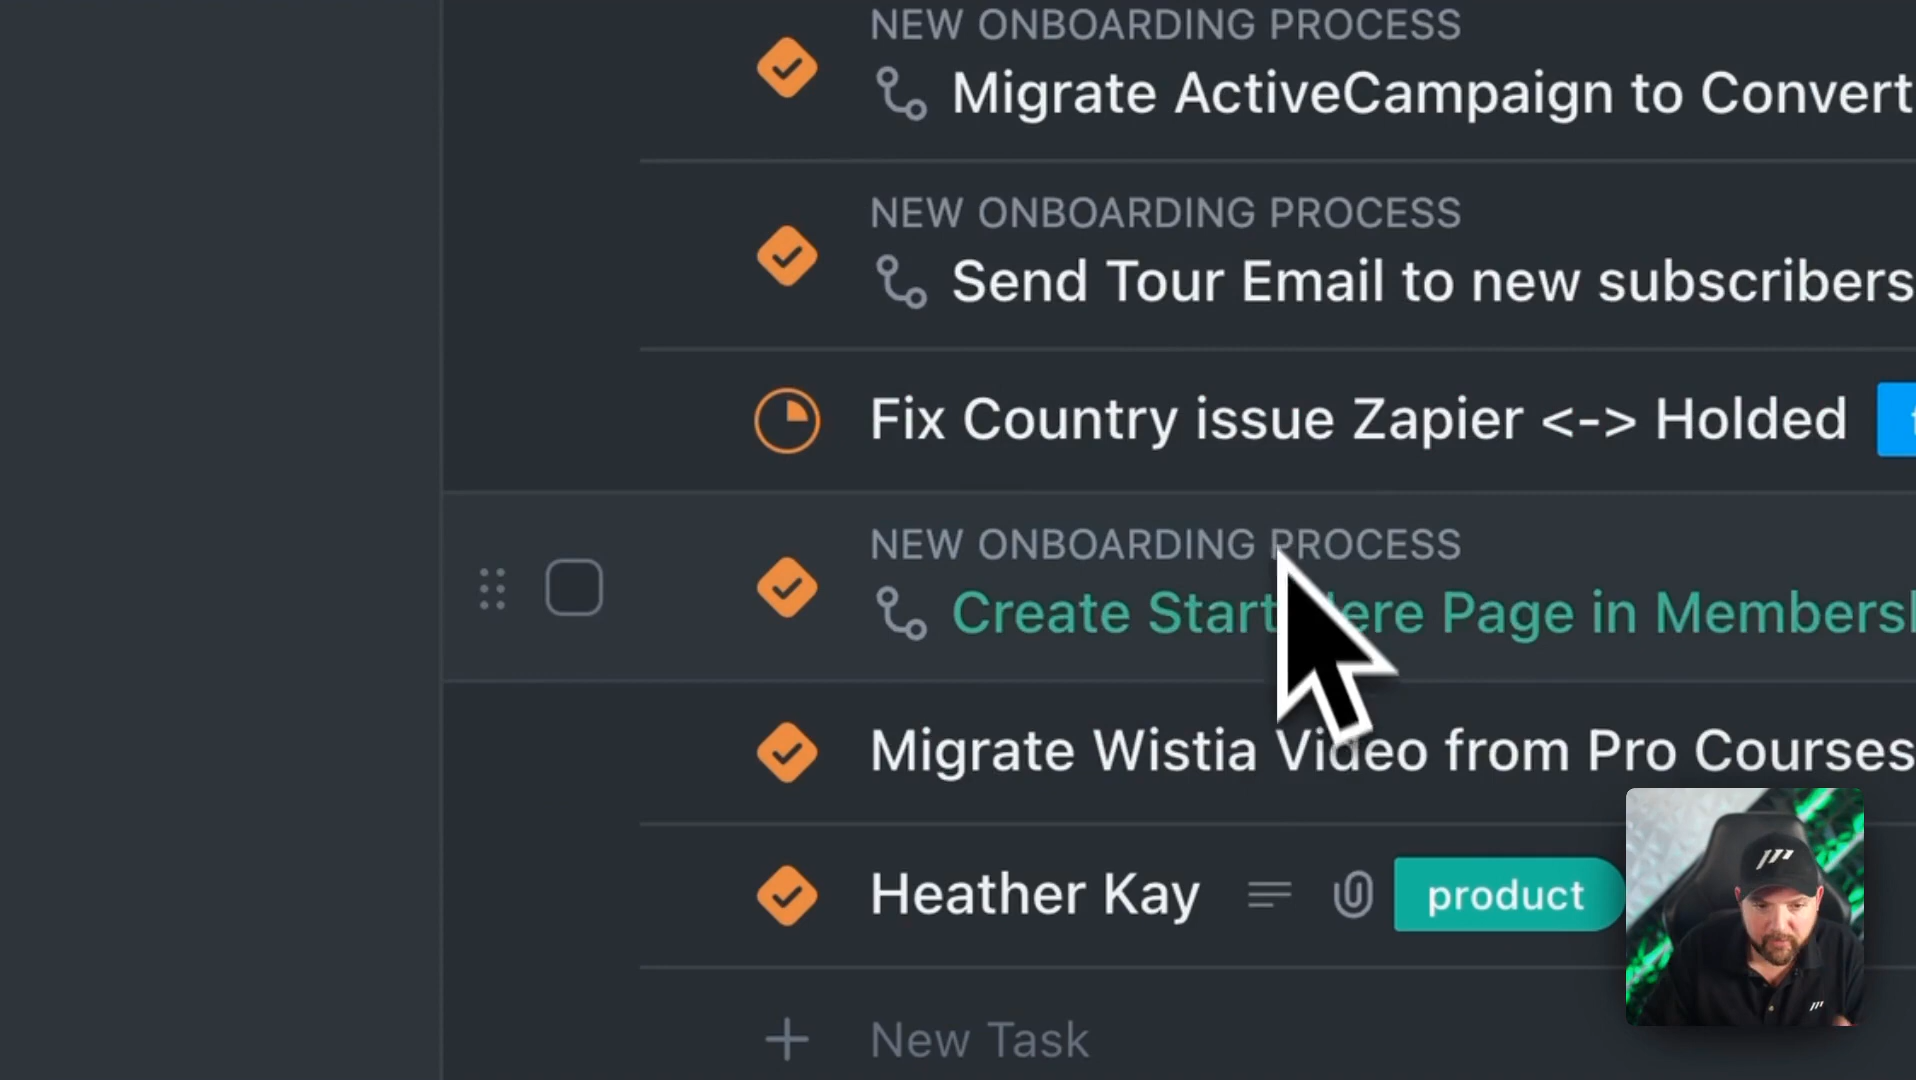 NEW ONBOARDING PROCESS
Migrate ActiveCampaign to Convert
NEW ONBOARDING PROCESS
Send Tour Email to new subscribers
Fix Country issue Zapier <-> Holded
NEW ONBOARDING PROCESS
Create Start Here Page in Members
Migrate Wistia Video from Pro Courses
Heather Kay product
New Task